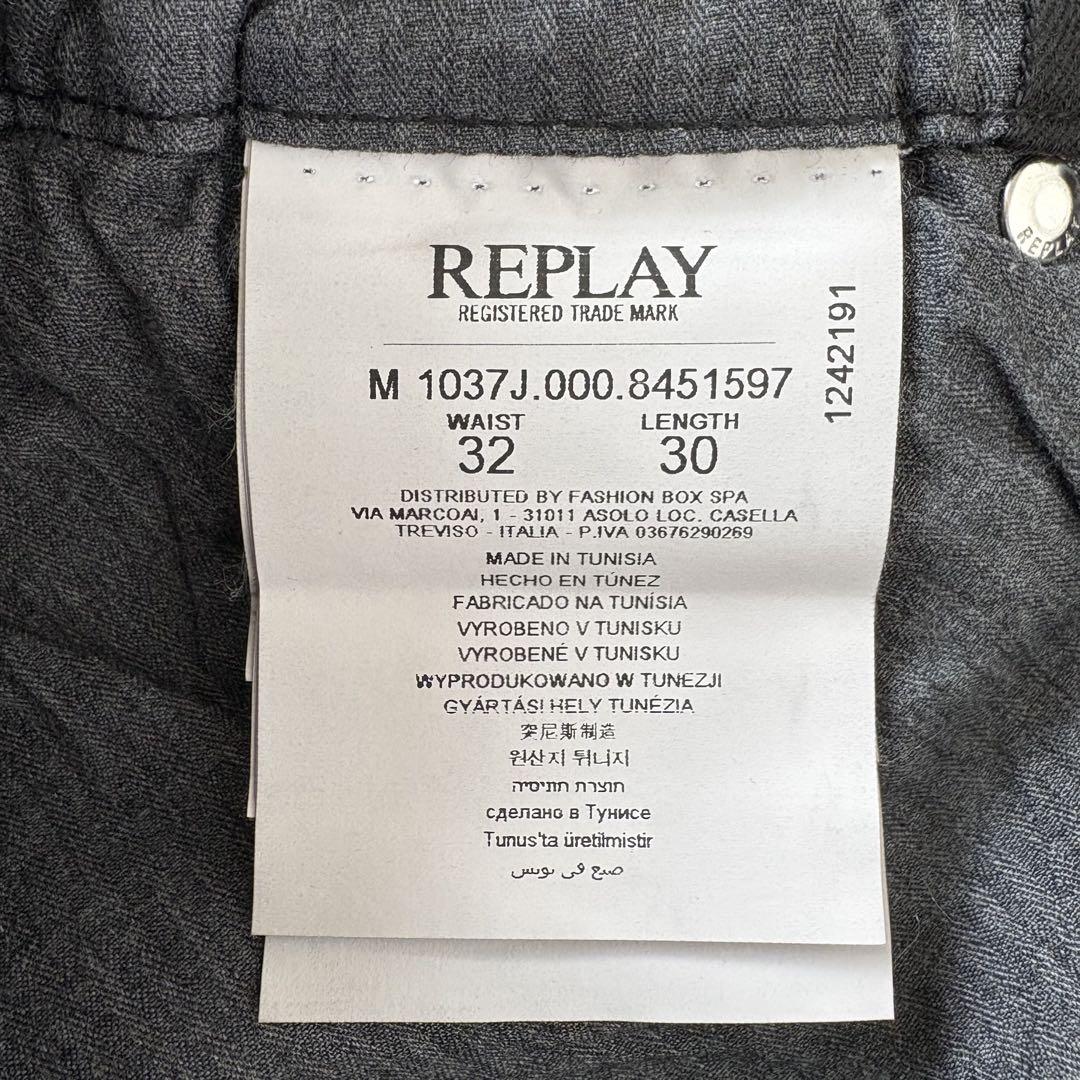 REPLAY
REGISTERED TRADE MARK
M 1037J.000.8451597
1242191
WAIST LENGTH
32 30
DISTRIBUTED BY FASHION BOX SPA
VIA MARCOAI, 1 - 31011 ASOLO LOC. CASELLA
TREVISO - ITALIA - P.IVA 03676290269
MADE IN TUNISIA
HECHO EN TÚNEZ
FABRICADO NA TUNÍSIA
VYROBENO V TUNISKU
VYROBENÉ V TUNISKU
WYPRODUKOWANO W TUNEZJI
GYÁRTÁSI HELY TUNÉZIA
突尼斯制造
원산지 튀니지
תוצרת תוניסיה
сделано в Тунисе
Tunus'ta üretilmistir
صنع في تونس
REPLAY